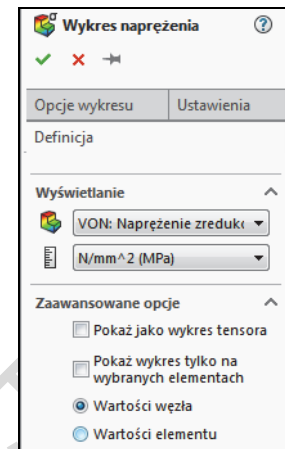 Wykres naprężenia
Opcje wykresu
Ustawienia
Definicja
Wyświetlanie
VON: Naprężenie zreduk
N/mm^2 (MPa)
Zaawansowane opcje
Pokaż jako wykres tensora
Pokaż wykres tylko na
wybranych elementach
Wartości węzła
Wartości elementu